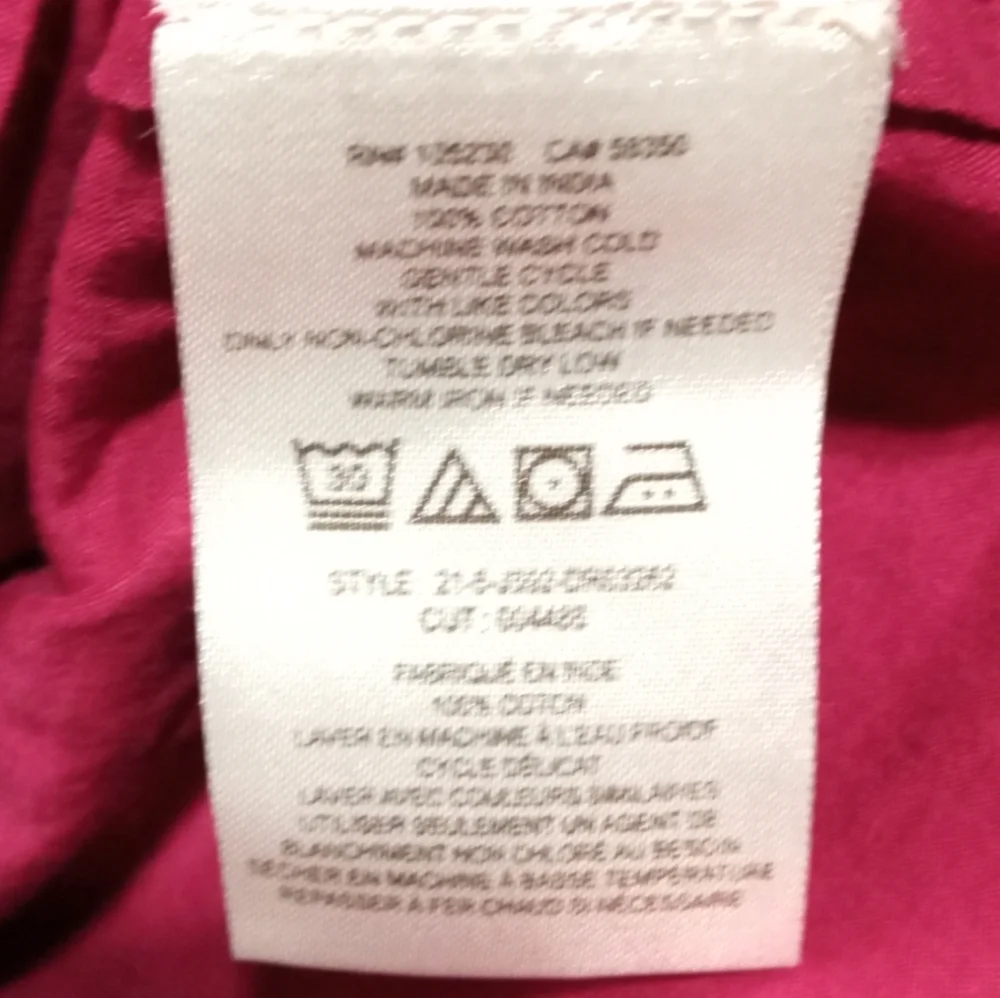 RN# 105230 CA# 59350
MADE IN INDIA
100% COTTON
MACHINE WASH COLD
GENTLE CYCLE
WITH LIKE COLORS
ONLY NON-CHLORINE BLEACH IF NEEDED
TUMBLE DRY LOW
WARM IRON IF NEEDED
30
STYLE
CUT :
FABRIQUÉ EN INDE
100% COTON
LAVER EN MACHINE À L'EAU FROIDE
CYCLE DÉLICAT
LAVER AVEC COULEURS SIMILAIRES
UTILISER SEULEMENT UN AGENT DE
BLANCHIMENT NON CHLORÉ AU BESOIN
SÉCHER EN MACHINE À BASSE TEMPÉRATURE
REPASSER À FER CHAUD SI NÉCESSAIRE